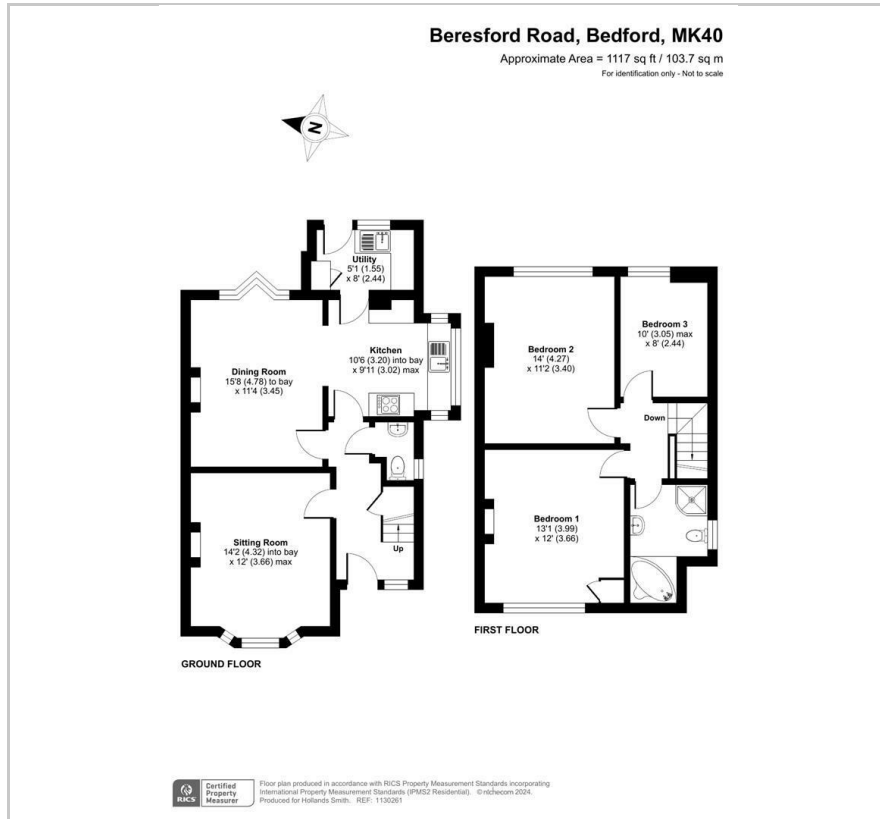 Beresford Road, Bedford, MK40
Approximate Area = 1117 sq ft / 103.7 sq m
For identification only - Not to scale
N
Utility
5'1 (1.55)
x 8' (2.44)
Kitchen
10'6 (3.20) into bay
x 9'11 (3.02) max
Dining Room
15'8 (4.78) to bay
x 11'4 (3.45)
Sitting Room
14'2 (4.32) into bay
x 12' (3.66) max
Up
GROUND FLOOR
Bedroom 2
14' (4.27)
x 11'2 (3.40)
Bedroom 3
10' (3.05) max
x 8' (2.44)
Down
Bedroom 1
13'1 (3.99)
x 12' (3.66)
FIRST FLOOR
RICS
Certified
Property
Measurer
Floor plan produced in accordance with RICS Property Measurement Standards incorporating
International Property Measurement Standards (IPMS2 Residential). © nichecom 2024.
Produced for Hollands Smith. REF: 1130261